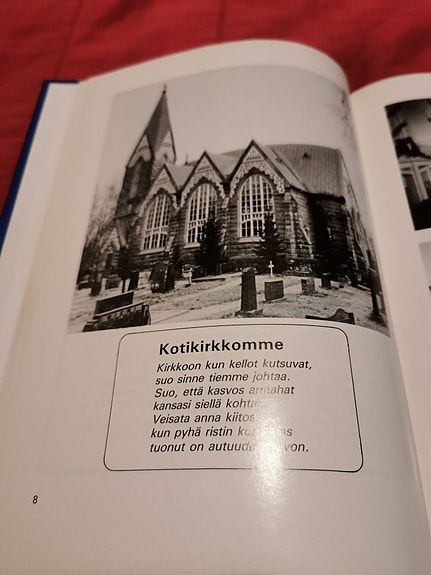 Kotikirkkomme
Kirkkoon kun kellot kutsuvat,
suo sinne tiemme johtaa.
Suo, että kasvos armahat
kansasi siellä
Veisata anna kiitos
kun pyhä ristin
tuonut on
8